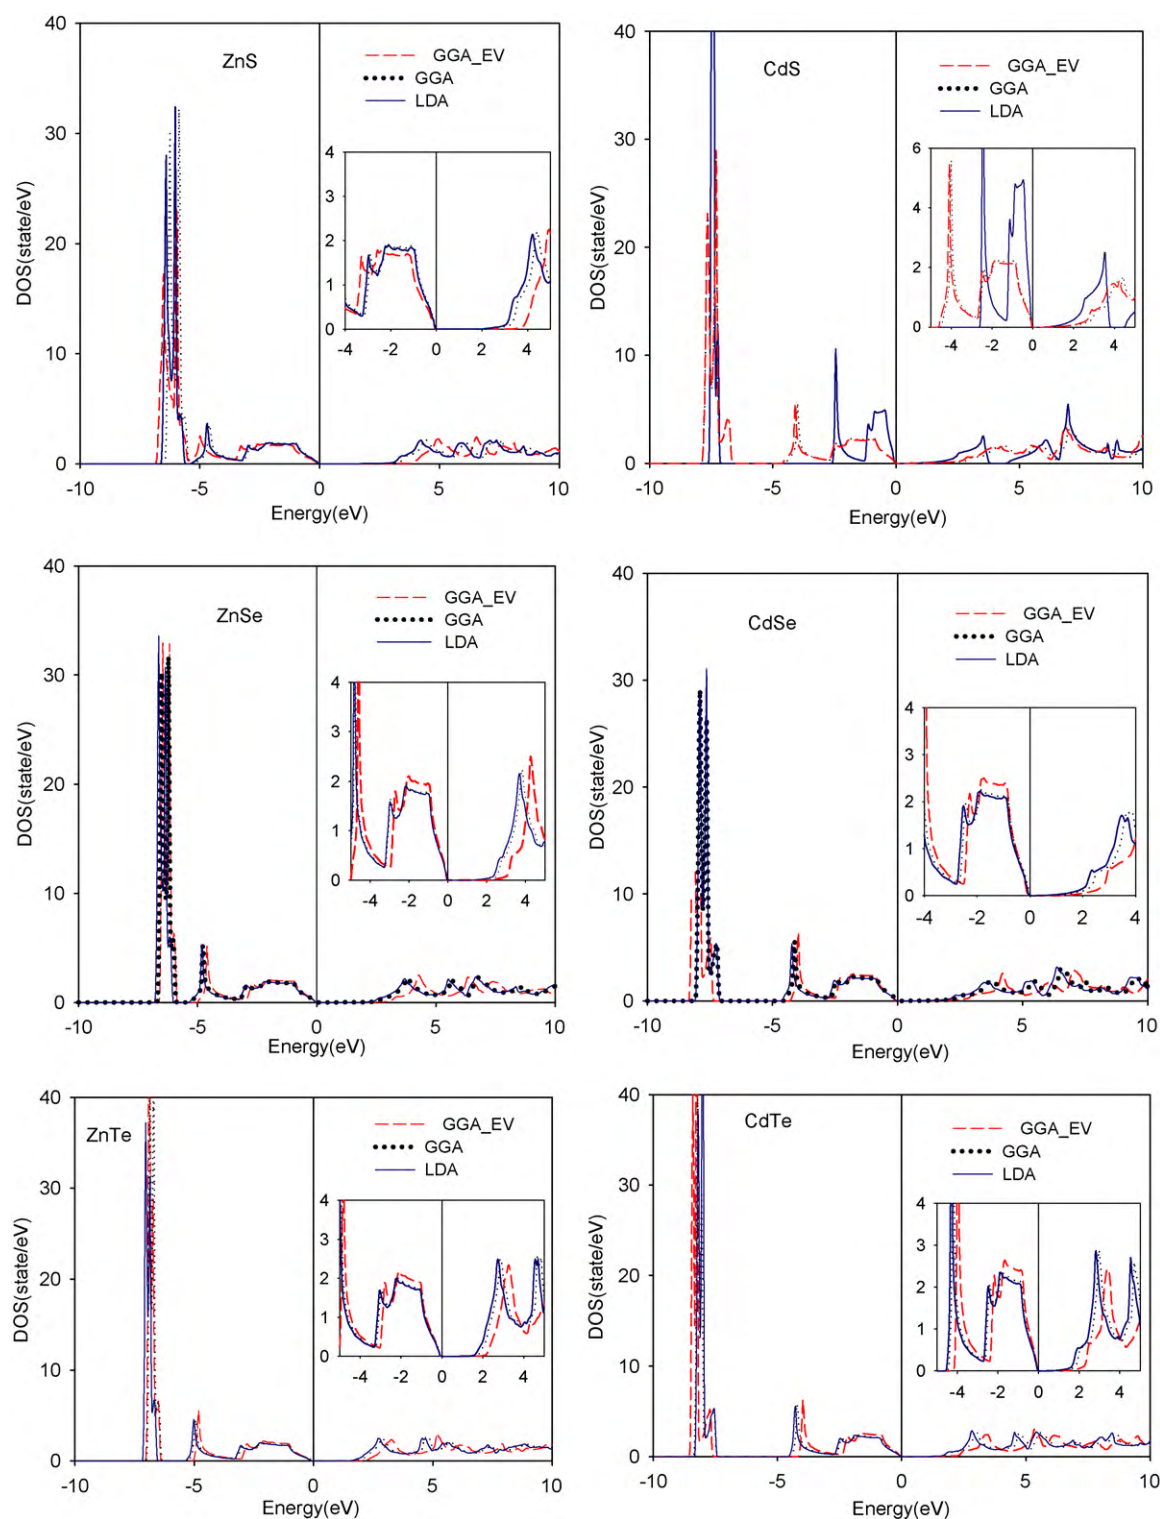 ZnS
GGA_EV
GGA
LDA
DOS(state/eV)
40
30
20
10
0
4
3
2
1
0
-4 -2 0 2 4
-10 -5 0 5 10
Energy(eV)
CdS
GGA_EV
GGA
LDA
DOS(state/eV)
40
30
20
10
0
6
4
2
0
-4 -2 0 2 4
-10 -5 0 5 10
Energy(eV)
ZnSe
GGA_EV
GGA
LDA
DOS(state/eV)
40
30
20
10
0
4
3
2
1
0
-4 -2 0 2 4
-10 -5 0 5 10
Energy(eV)
CdSe
GGA_EV
GGA
LDA
DOS(state/eV)
40
30
20
10
0
4
3
2
1
0
-4 -2 0 2 4
-10 -5 0 5 10
Energy(eV)
ZnTe
GGA_EV
GGA
LDA
DOS(state/eV)
40
30
20
10
0
4
3
2
1
0
-4 -2 0 2 4
-10 -5 0 5 10
Energy(eV)
CdTe
GGA_EV
GGA
LDA
DOS(state/eV)
40
30
20
10
0
4
3
2
1
0
-4 -2 0 2 4
-10 -5 0 5 10
Energy(eV)